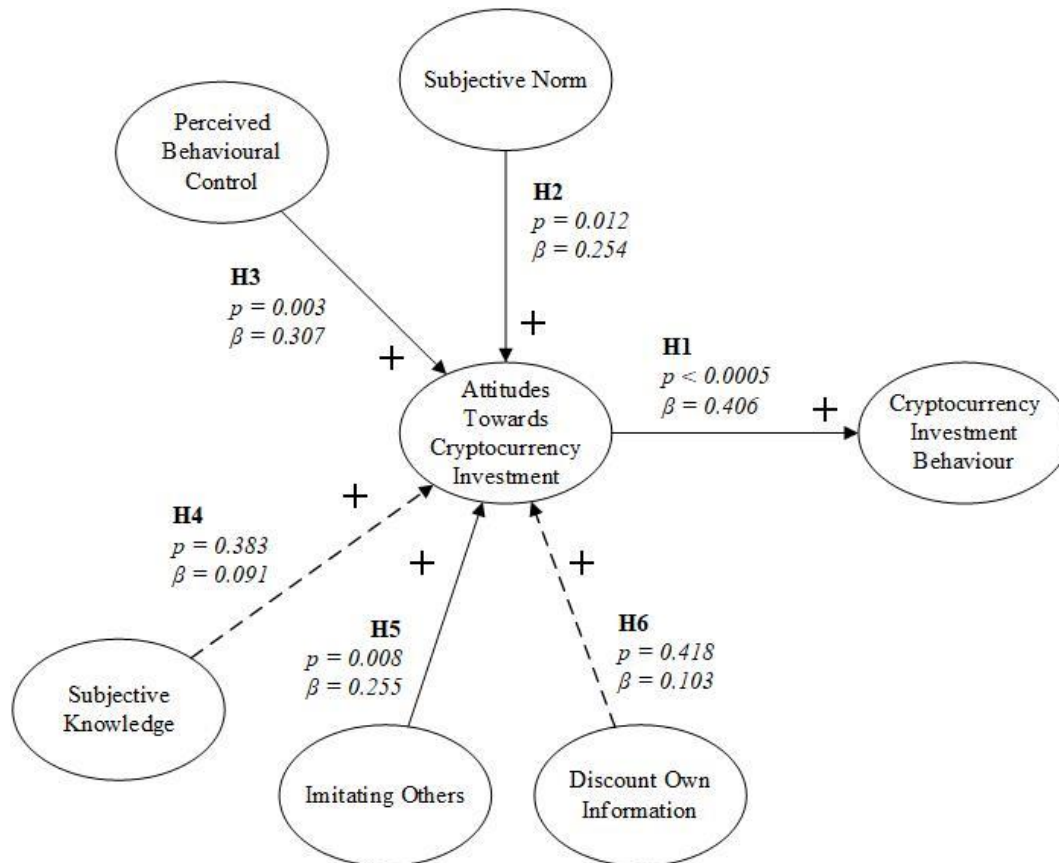 Subjective Norm
Perceived
Behavioural
Control
H2
p = 0.012
β = 0.254
H3
p = 0.003
β = 0.307
+
+
H1
p < 0.0005
β = 0.406
+
Attitudes
Towards
Cryptocurrency
Investment
Cryptocurrency
Investment
Behaviour
H4
p = 0.383
β = 0.091
+
+
+
H5
p = 0.008
β = 0.255
H6
p = 0.418
β = 0.103
Subjective
Knowledge
Imitating Others
Discount Own
Information